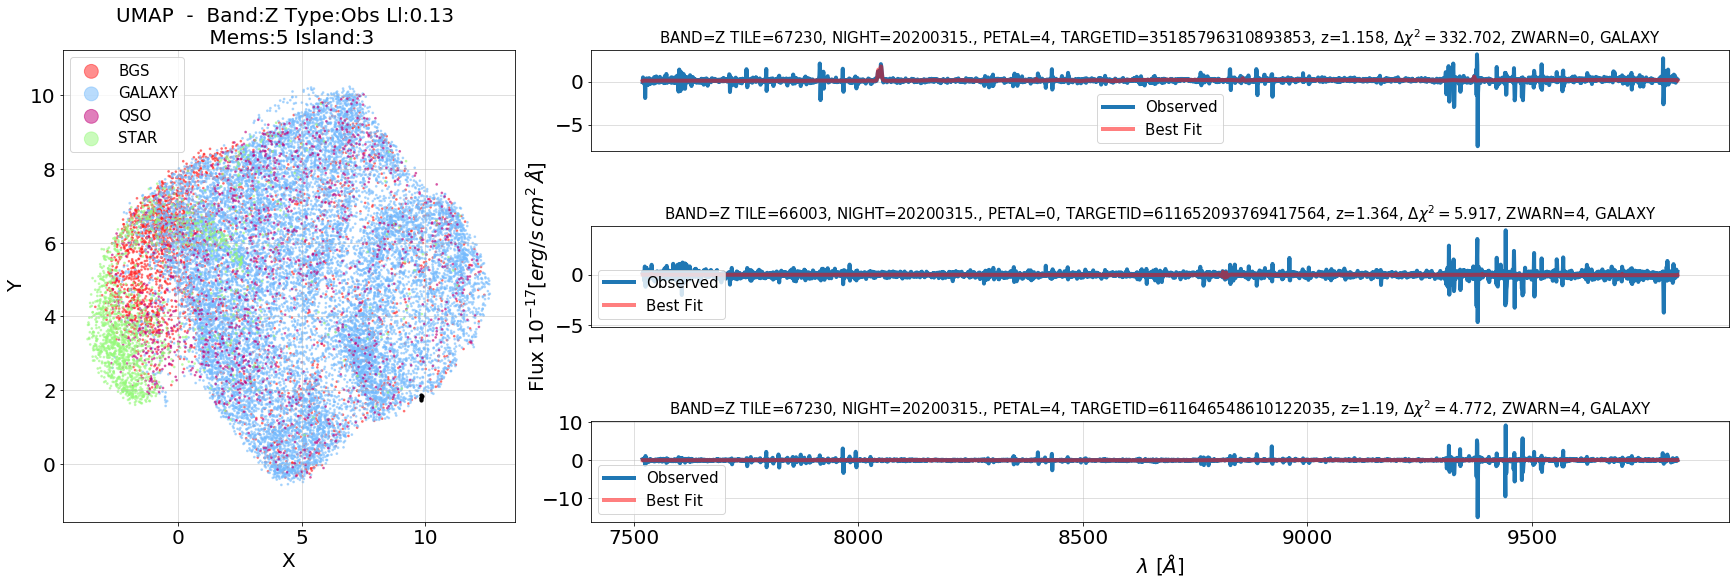 UMAP - Band:Z Type:Obs Ll:0.13
Mems:5 Island:3
BGS
GALAXY
QSO
STAR
10
8
6
4
2
0
Y
0 5 10
X
Flux 10⁻¹⁷[erg/s cm² Å]
BAND=Z TILE=67230, NIGHT=20200315., PETAL=4, TARGETID=35185796310893853, z=1.158, Δχ² = 332.702, ZWARN=0, GALAXY
0
−5
Observed
Best Fit
BAND=Z TILE=66003, NIGHT=20200315., PETAL=0, TARGETID=611652093769417564, z=1.364, Δχ² = 5.917, ZWARN=4, GALAXY
0
−5
Observed
Best Fit
BAND=Z TILE=67230, NIGHT=20200315., PETAL=4, TARGETID=611646548610122035, z=1.19, Δχ² = 4.772, ZWARN=4, GALAXY
10
0
−10
Observed
Best Fit
7500 8000 8500 9000 9500
λ [Å]